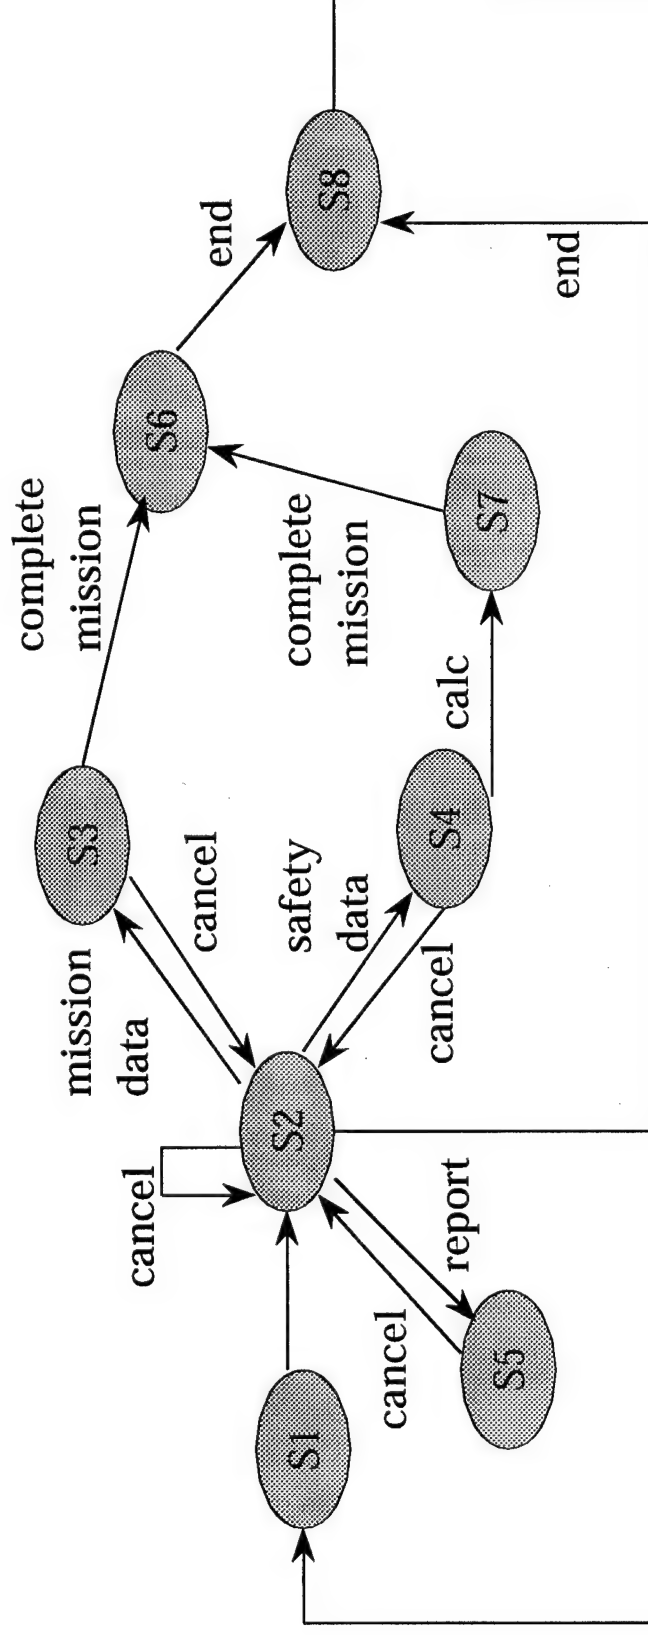 complete
mission
mission
data
S3
cancel
S6
end
cancel
S2
safety
data
complete
mission
S1
S8
cancel
report
cancel
S4
calc
S7
S5
end